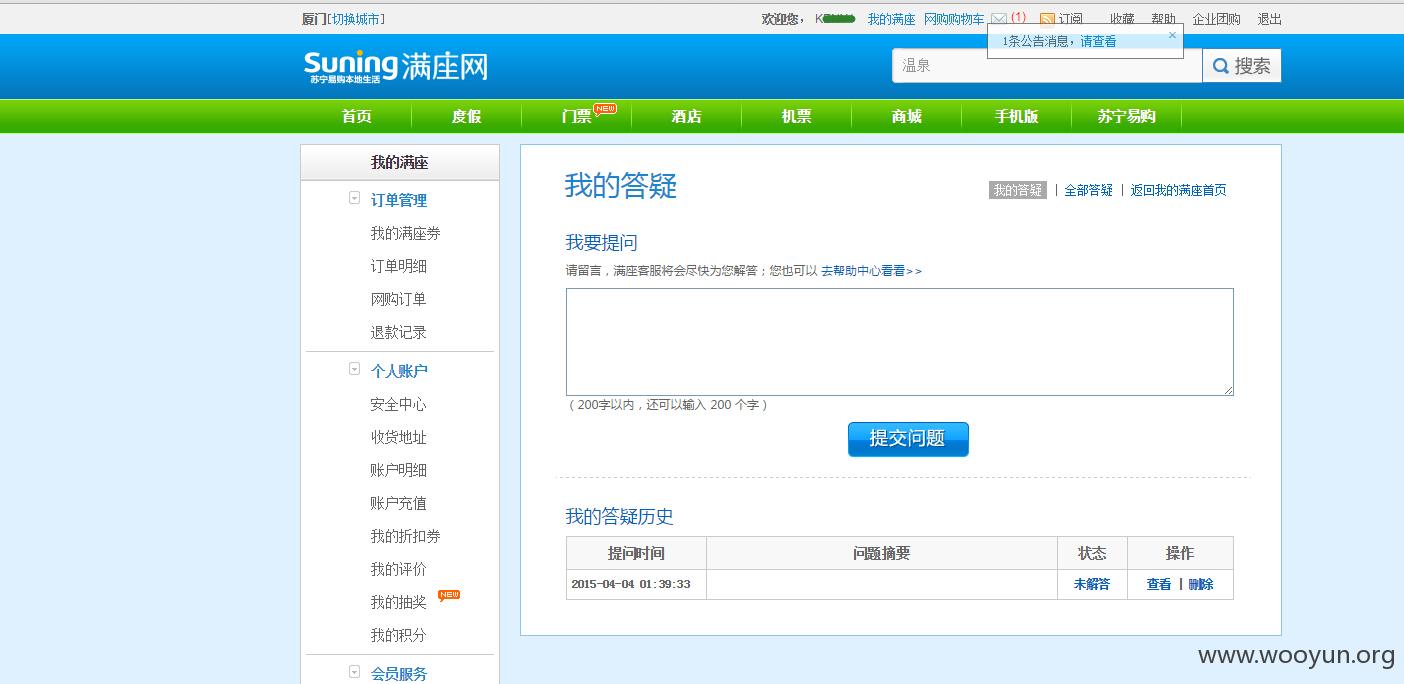 厦门[切换城市]
欢迎您， K 我的满座 网购购物车 (1) 订阅 收藏 帮助 企业团购 退出
1条公告消息，请查看 ×
Suning 满座网
苏宁易购本地生活
温泉 搜索
首页 度假 门票 NEW 酒店 机票 商城 手机版 苏宁易购
我的满座
订单管理
我的满座券
订单明细
网购订单
退款记录
个人账户
安全中心
收货地址
账户明细
账户充值
我的折扣券
我的评价
我的抽奖 NEW
我的积分
会员服务
我的答疑
我的答疑 | 全部答疑 | 返回我的满座首页
我要提问
请留言，满座客服将会尽快为您解答；您也可以 去帮助中心看看>>
（200字以内，还可以输入 200 个字）
提交问题
我的答疑历史
提问时间 问题摘要 状态 操作
2015-04-04 01:39:33 未解答 查看 | 删除
www.wooyun.org